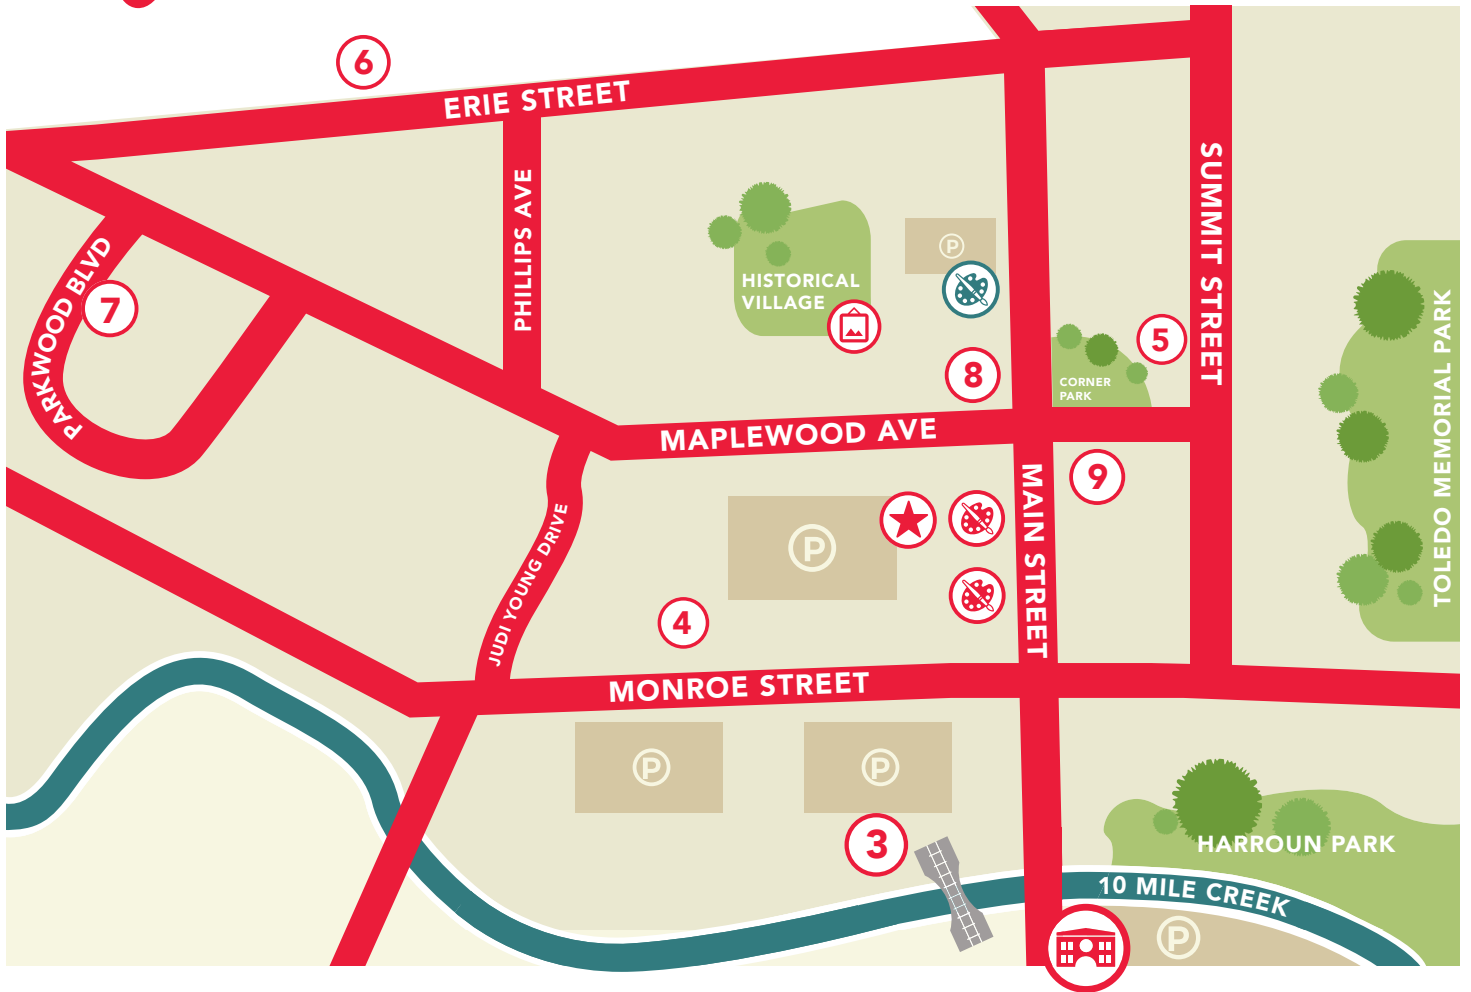 6
ERIE STREET
PHILLIPS AVE
SUMMIT STREET
PARKWOOD BLVD
7
HISTORICAL
VILLAGE
P
5
8
CORNER
PARK
TOLEDO MEMORIAL PARK
MAPLEWOOD AVE
9
MAIN STREET
JUDI YOUNG DRIVE
P
4
MONROE STREET
P
P
3
HARROUN PARK
10 MILE CREEK
P